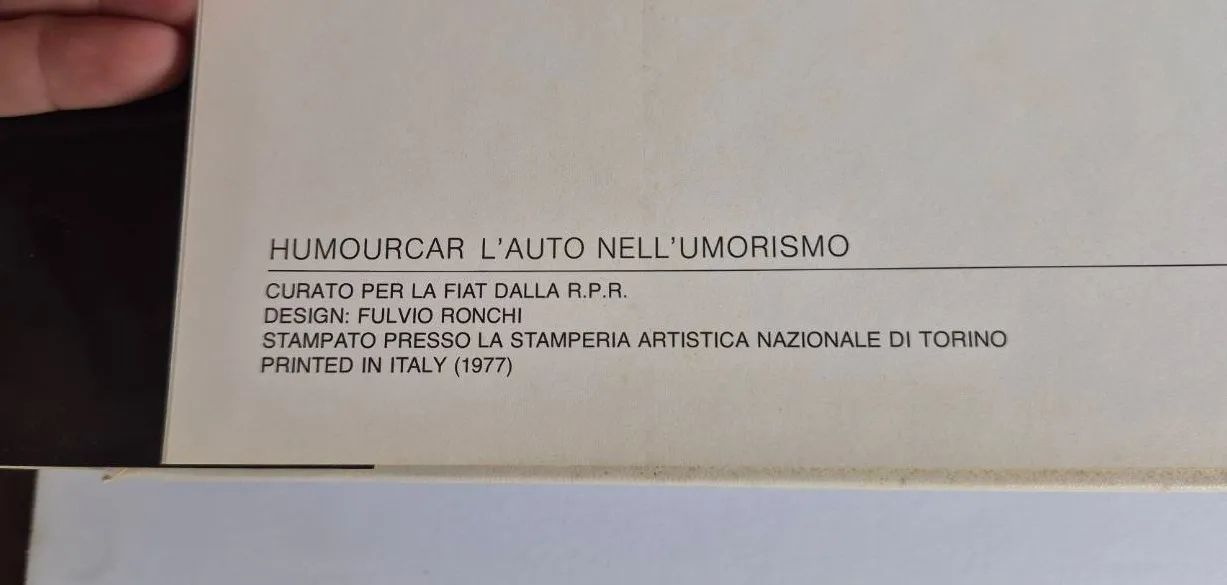 HUMOURCAR L'AUTO NELL'UMORISMO
CURATO PER LA FIAT DALLA R.P.R.
DESIGN: FULVIO RONCHI
STAMPATO PRESSO LA STAMPERIA ARTISTICA NAZIONALE DI TORINO
PRINTED IN ITALY (1977)